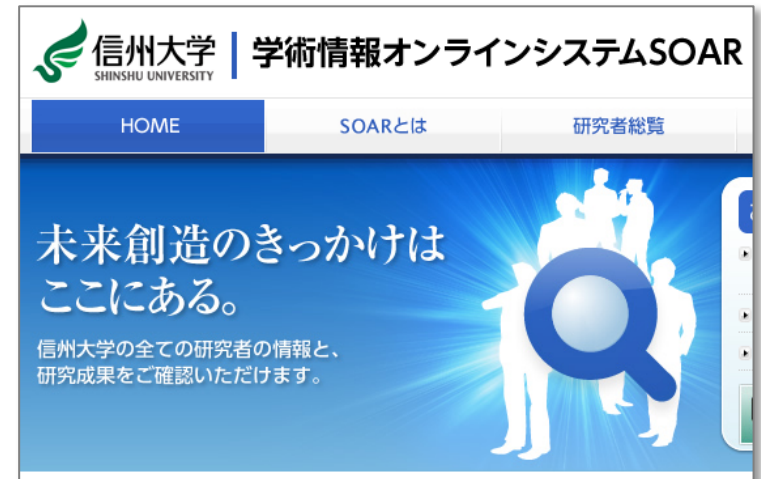 信州大学
SHINSHU UNIVERSITY
学術情報オンラインシステムSOAR
HOME
SOARとは
研究者総覧
未来創造のきっかけは
ここにある。
信州大学の全ての研究者の情報と、
研究成果をご確認いただけます。